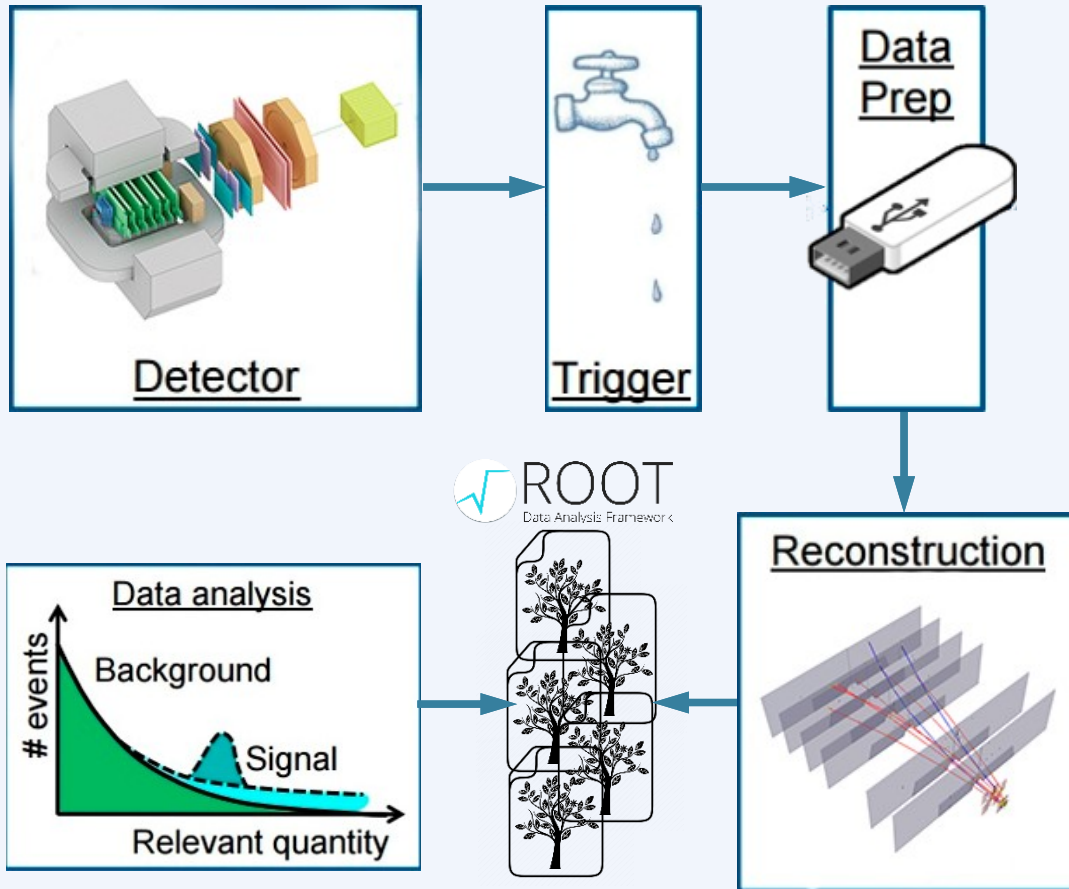 Detector
Trigger
Data
Prep
ROOT
Data Analysis Framework
Reconstruction
Data analysis
# events
Background
Signal
Relevant quantity